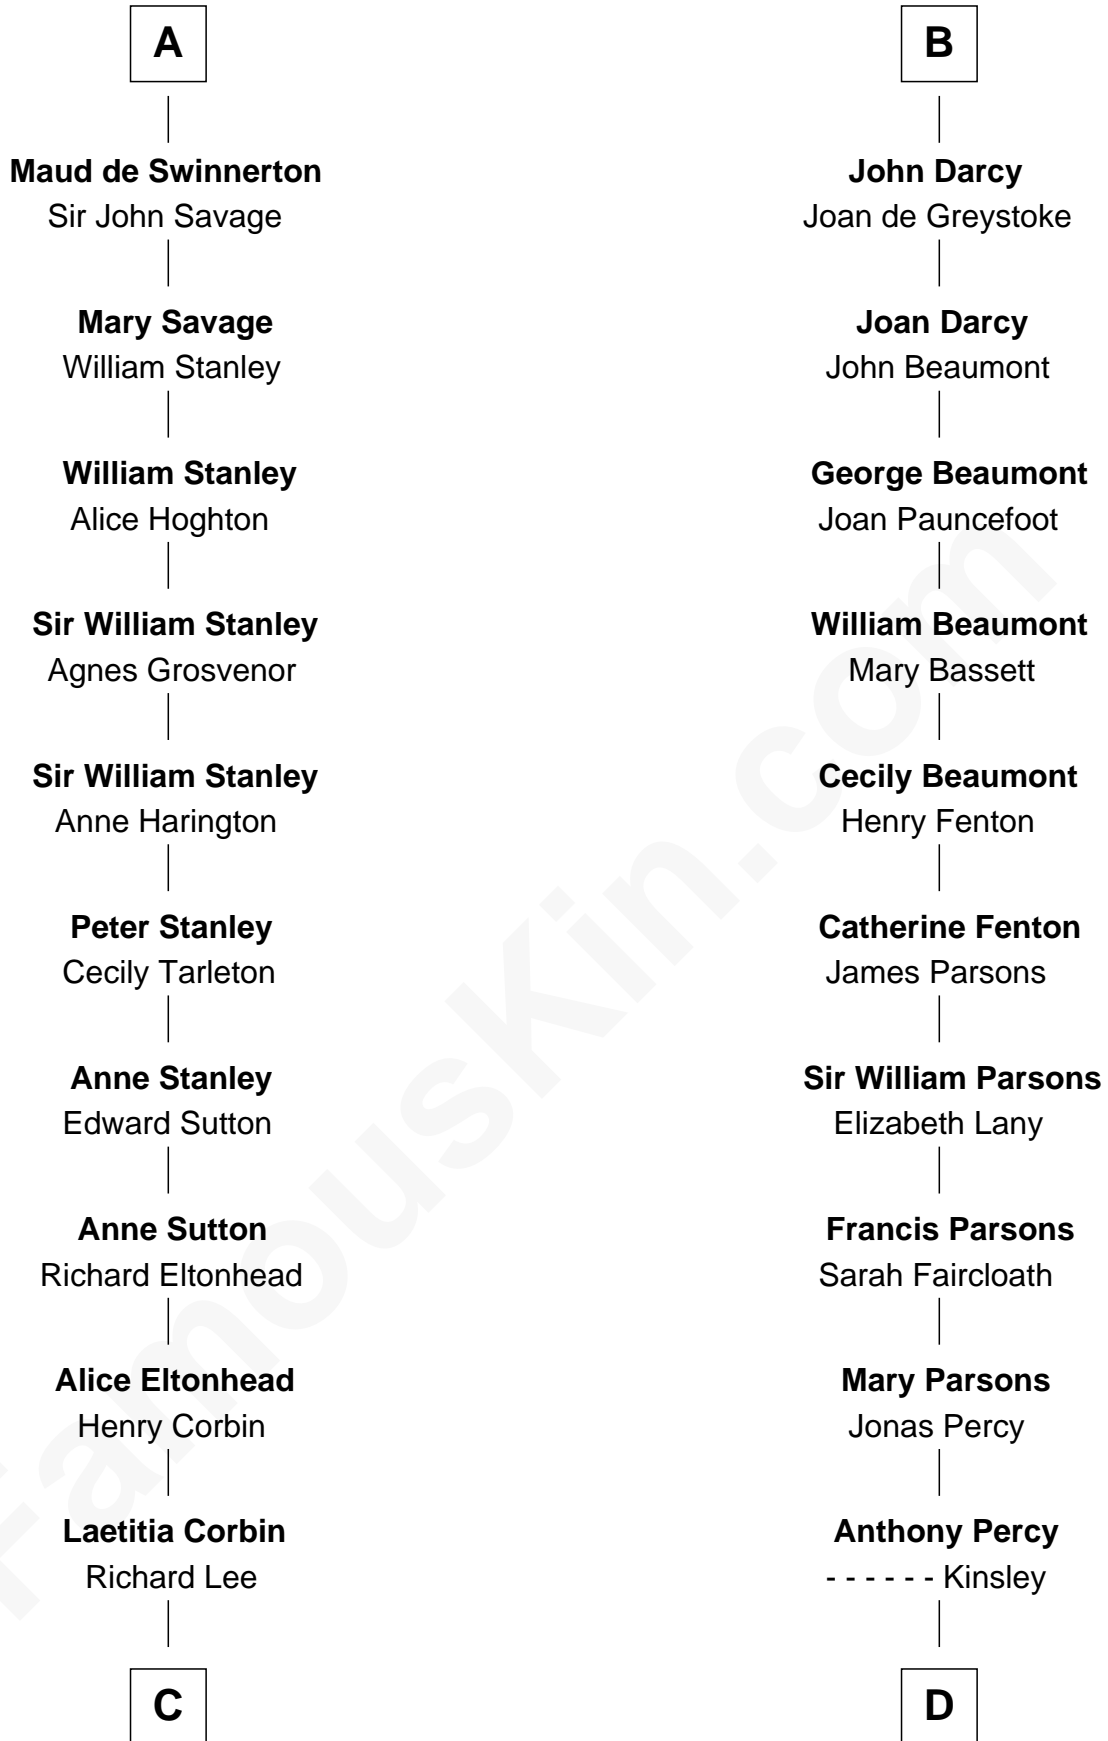 A
Maud de Swinnerton
Sir John Savage
Mary Savage
William Stanley
William Stanley
Alice Hoghton
Sir William Stanley
Agnes Grosvenor
Sir William Stanley
Anne Harington
Peter Stanley
Cecily Tarleton
Anne Stanley
Edward Sutton
Anne Sutton
Richard Eltonhead
Alice Eltonhead
Henry Corbin
Laetitia Corbin
Richard Lee
C
B
John Darcy
Joan de Greystoke
Joan Darcy
John Beaumont
George Beaumont
Joan Pauncefoot
William Beaumont
Mary Bassett
Cecily Beaumont
Henry Fenton
Catherine Fenton
James Parsons
Sir William Parsons
Elizabeth Lany
Francis Parsons
Sarah Faircloath
Mary Parsons
Jonas Percy
Anthony Percy
- - - - - - Kinsley
D
FamousKin.com